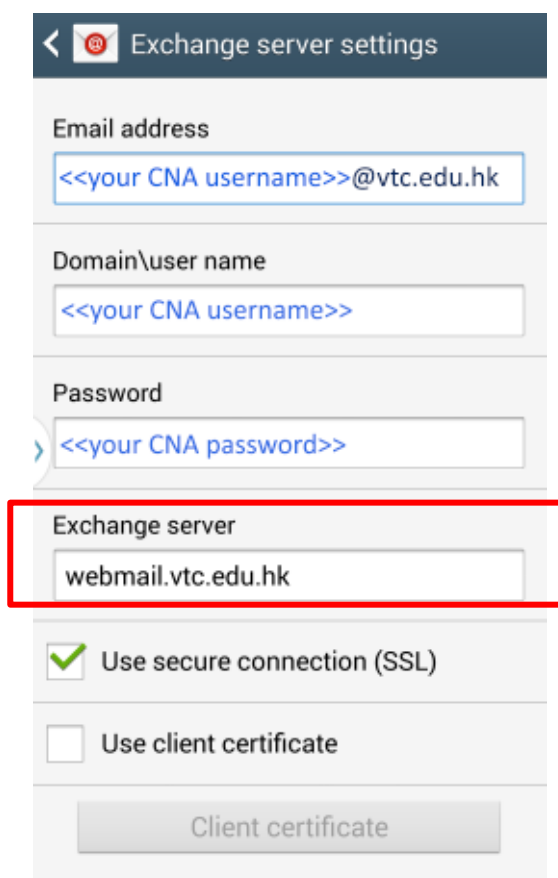 Exchange server settings
Email address
<<your CNA username>>@vtc.edu.hk
Domain\user name
<<your CNA username>>
Password
<<your CNA password>>
Exchange server
webmail.vtc.edu.hk
Use secure connection (SSL)
Use client certificate
Client certificate